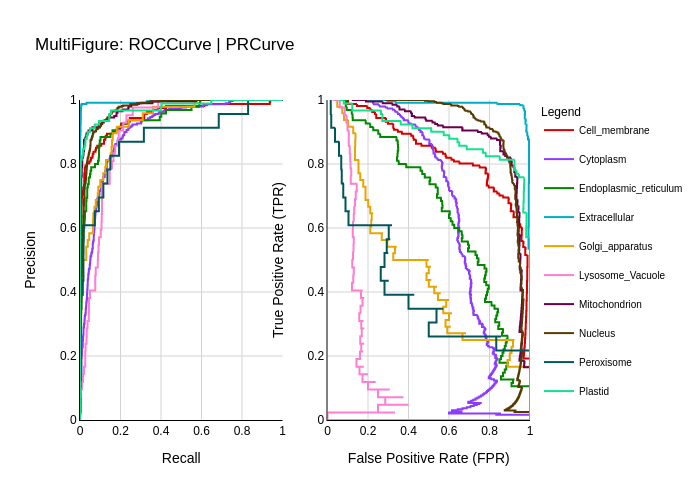 MultiFigure: ROCCurve | PRCurve
Precision
1
0.8
0.6
0.4
0.2
0
0 0.2 0.4 0.6 0.8 1
Recall
True Positive Rate (TPR)
1
0.8
0.6
0.4
0.2
0
0 0.2 0.4 0.6 0.8 1
False Positive Rate (FPR)
Legend
Cell_membrane
Cytoplasm
Endoplasmic_reticulum
Extracellular
Golgi_apparatus
Lysosome_Vacuole
Mitochondrion
Nucleus
Peroxisome
Plastid